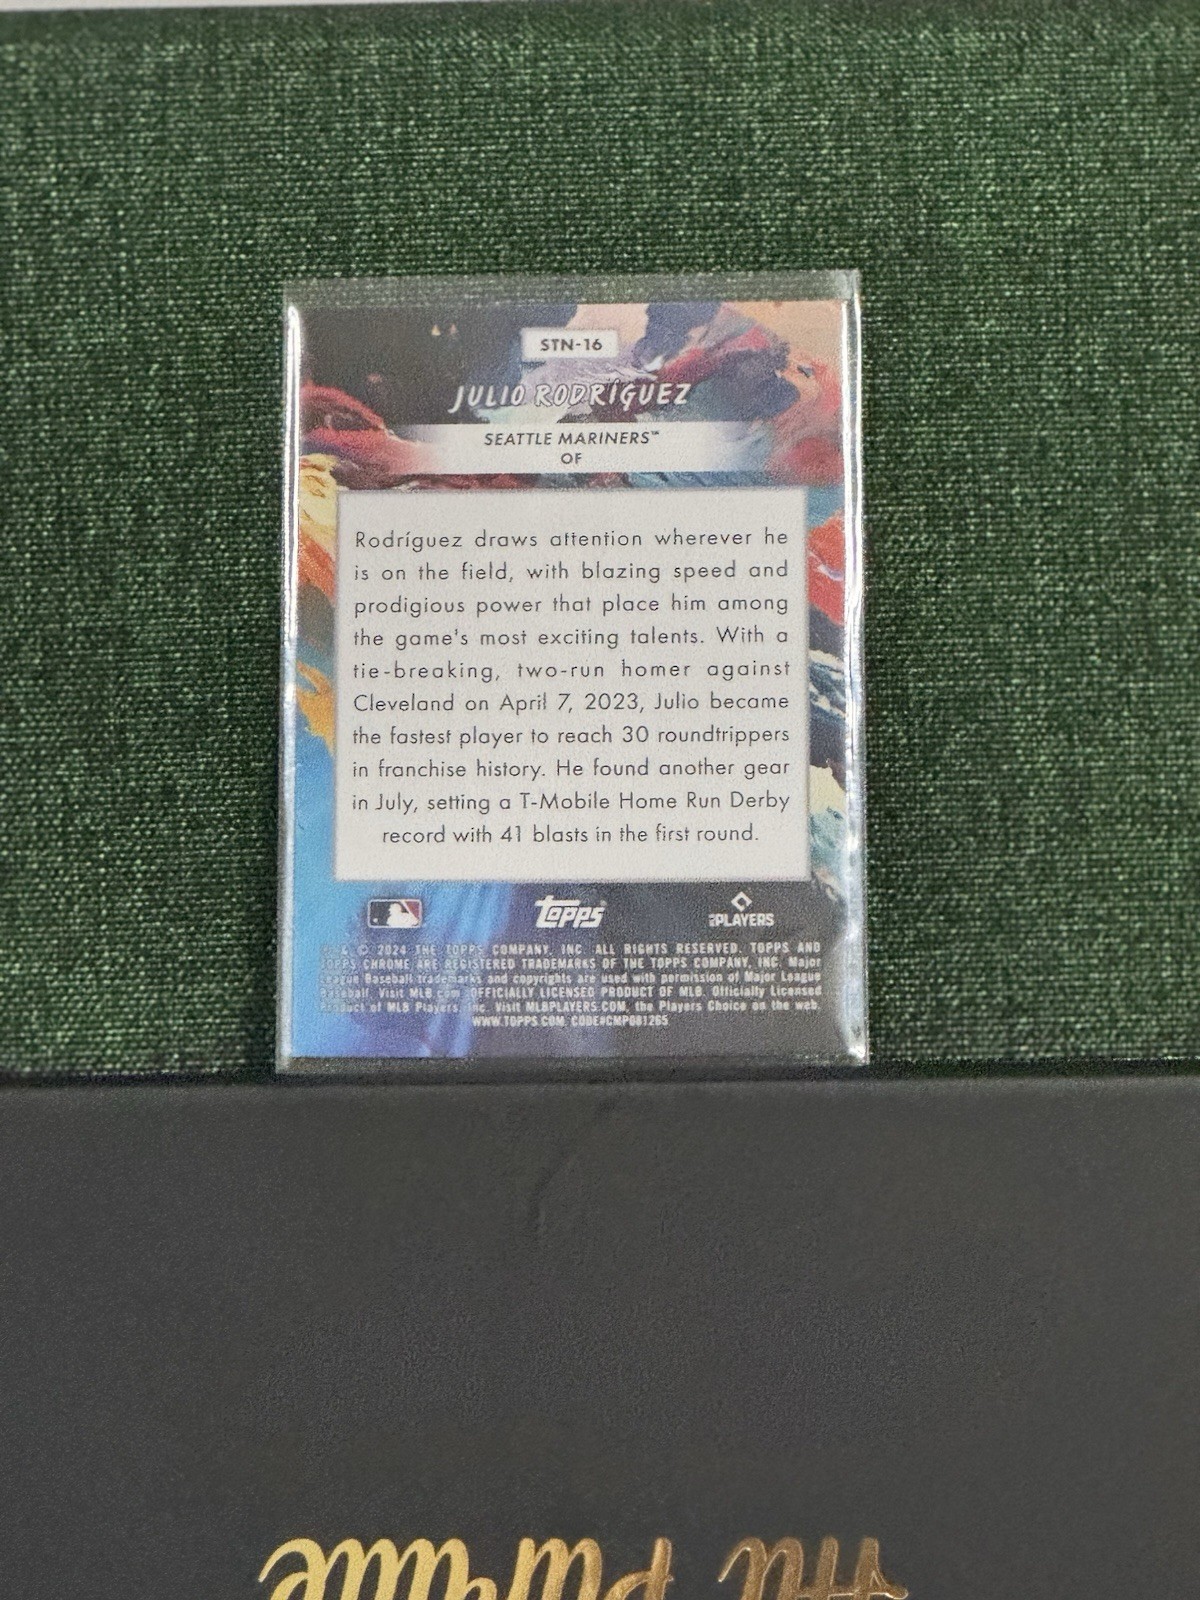 STN-16
JULIO RODRÍGUEZ
SEATTLE MARINERS™
OF
Rodríguez draws attention wherever he
is on the field, with blazing speed and
prodigious power that place him among
the game's most exciting talents. With a
tie-breaking, two-run homer against
Cleveland on April 7, 2023, Julio became
the fastest player to reach 30 roundtrippers
in franchise history. He found another gear
in July, setting a T-Mobile Home Run Derby
record with 41 blasts in the first round.
topps
PLAYERS
& © 2024 THE TOPPS COMPANY, INC. ALL RIGHTS RESERVED. TOPPS AND
TOPPS CHROME ARE REGISTERED TRADEMARKS OF THE TOPPS COMPANY, INC. Major
League Baseball trademarks and copyrights are used with permission of Major League
Baseball. Visit MLB.com OFFICIALLY LICENSED PRODUCT OF MLB. Officially Licensed
Product of MLB Players, Inc. Visit MLBPLAYERS.COM, the Players Choice on the web.
WWW.TOPPS.COM. CODE#CMP081265